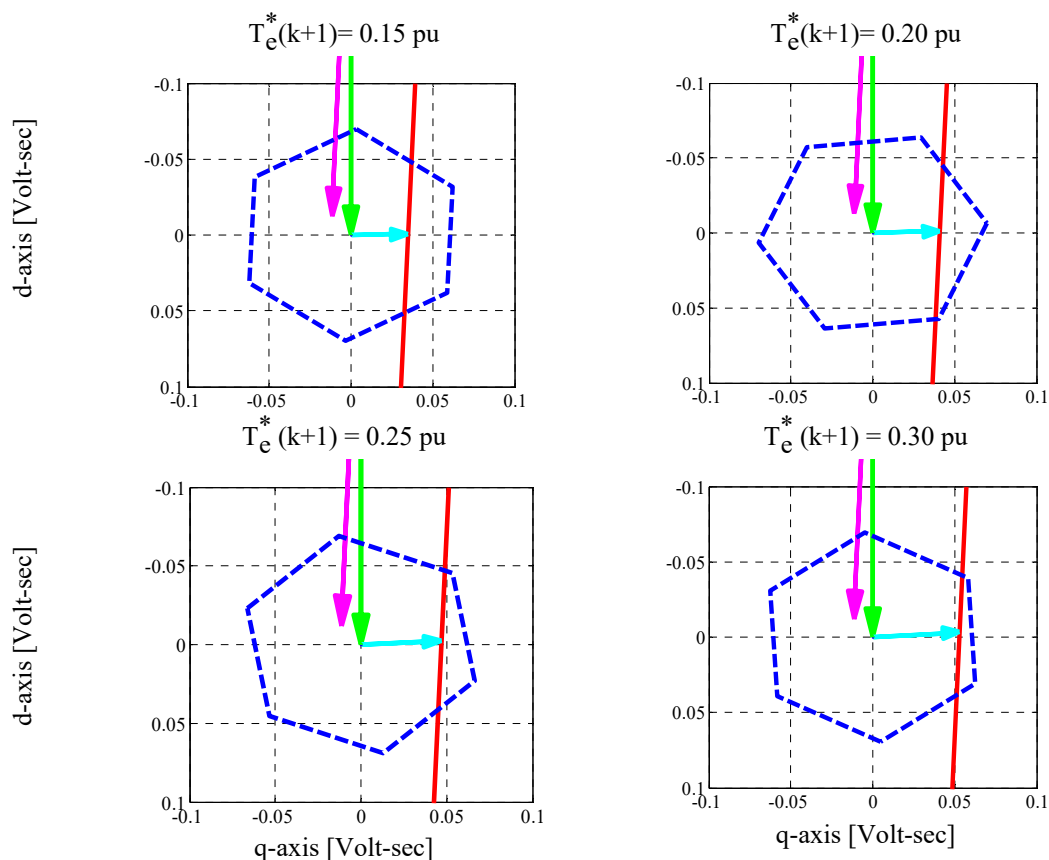 T*e(k+1)= 0.15 pu
T*e(k+1)= 0.20 pu
d-axis [Volt-sec]
-0.1
-0.05
0
0.05
0.1
-0.1 -0.05 0 0.05 0.1
-0.1
-0.05
0
0.05
0.1
-0.1 -0.05 0 0.05 0.1
T*e (k+1) = 0.25 pu
T*e (k+1) = 0.30 pu
d-axis [Volt-sec]
-0.1
-0.05
0
0.05
0.1
-0.1 -0.05 0 0.05 0.1
q-axis [Volt-sec]
-0.1
-0.05
0
0.05
0.1
-0.1 -0.05 0 0.05 0.1
q-axis [Volt-sec]